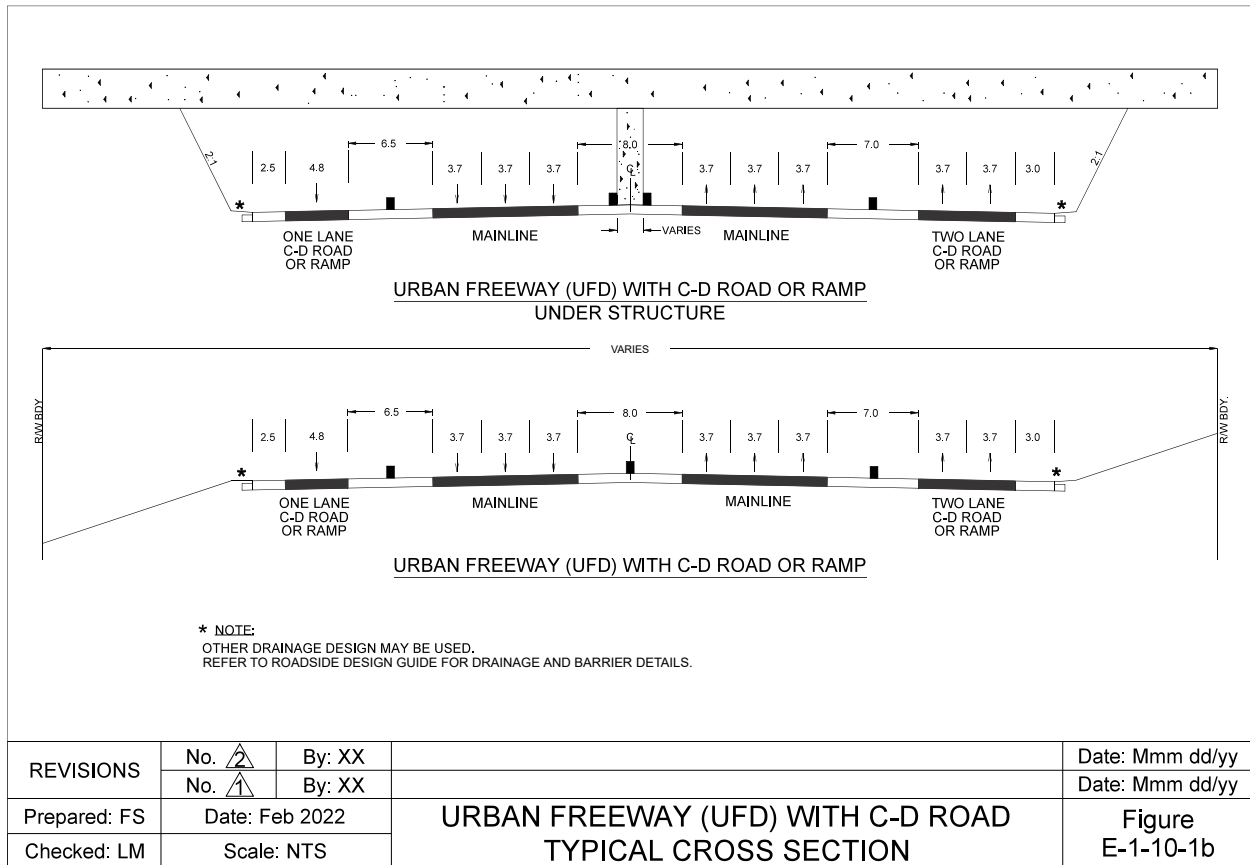 6.5 8.0 7.0
2:1 2.5 4.8 3.7 3.7 3.7 CL 3.7 3.7 3.7 3.7 3.7 3.0 2:1
* *
VARIES
ONE LANE
C-D ROAD
OR RAMP
MAINLINE
MAINLINE
TWO LANE
C-D ROAD
OR RAMP
URBAN FREEWAY (UFD) WITH C-D ROAD OR RAMP
UNDER STRUCTURE
VARIES
R/W BDY
R/W BDY.
6.5 8.0 7.0
2.5 4.8 3.7 3.7 3.7 CL 3.7 3.7 3.7 3.7 3.7 3.0
* *
ONE LANE
C-D ROAD
OR RAMP
MAINLINE
MAINLINE
TWO LANE
C-D ROAD
OR RAMP
URBAN FREEWAY (UFD) WITH C-D ROAD OR RAMP
* NOTE:
OTHER DRAINAGE DESIGN MAY BE USED.
REFER TO ROADSIDE DESIGN GUIDE FOR DRAINAGE AND BARRIER DETAILS.
REVISIONS
No. 2 By: XX Date: Mmm dd/yy
No. 1 By: XX Date: Mmm dd/yy
Prepared: FS Date: Feb 2022
Checked: LM Scale: NTS
URBAN FREEWAY (UFD) WITH C-D ROAD
TYPICAL CROSS SECTION
Figure
E-1-10-1b